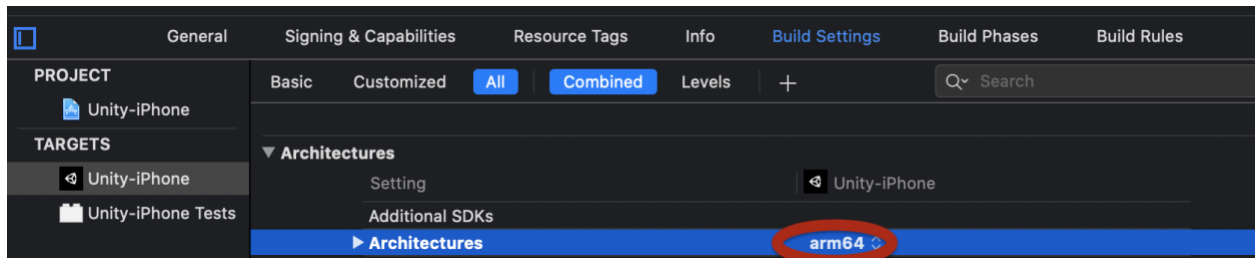 General Signing & Capabilities Resource Tags Info Build Settings Build Phases Build Rules
PROJECT
Unity-iPhone
TARGETS
Unity-iPhone
Unity-iPhone Tests
Basic Customized All Combined Levels + Search
Architectures
Setting Unity-iPhone
Additional SDKs
Architectures arm64